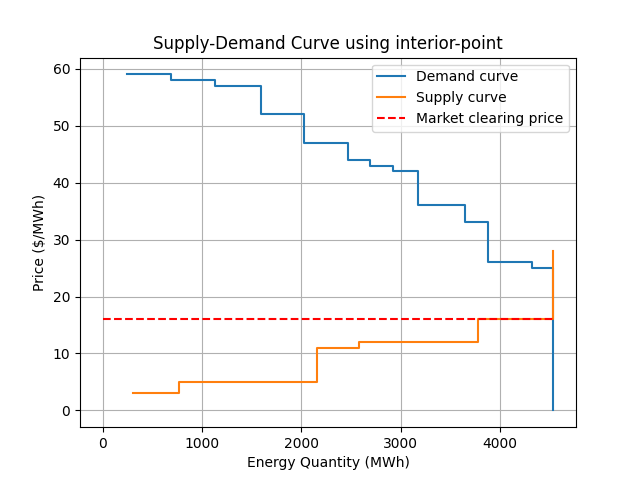 Supply-Demand Curve using interior-point
Demand curve
Supply curve
Market clearing price
60
50
40
30
20
10
0
Price ($/MWh)
0 1000 2000 3000 4000
Energy Quantity (MWh)